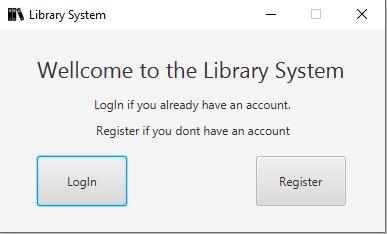 Library System
Wellcome to the Library System
LogIn if you already have an account.
Register if you dont have an account
LogIn
Register